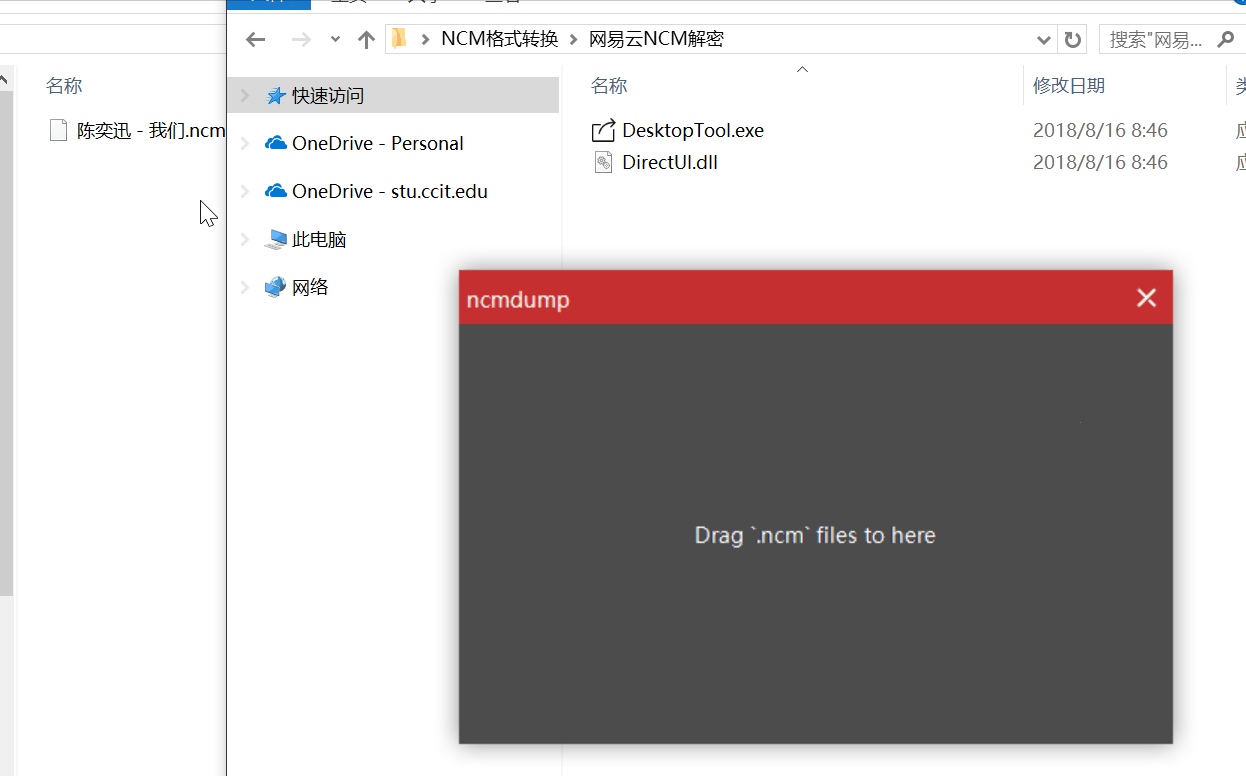 NCM格式转换
网易云NCM解密
搜索"网易...
名称
陈奕迅 - 我们.ncm
快速访问
OneDrive - Personal
OneDrive - stu.ccit.edu
此电脑
网络
名称
修改日期
DesktopTool.exe
2018/8/16 8:46
DirectUI.dll
2018/8/16 8:46
ncmdump
Drag `.ncm` files to here